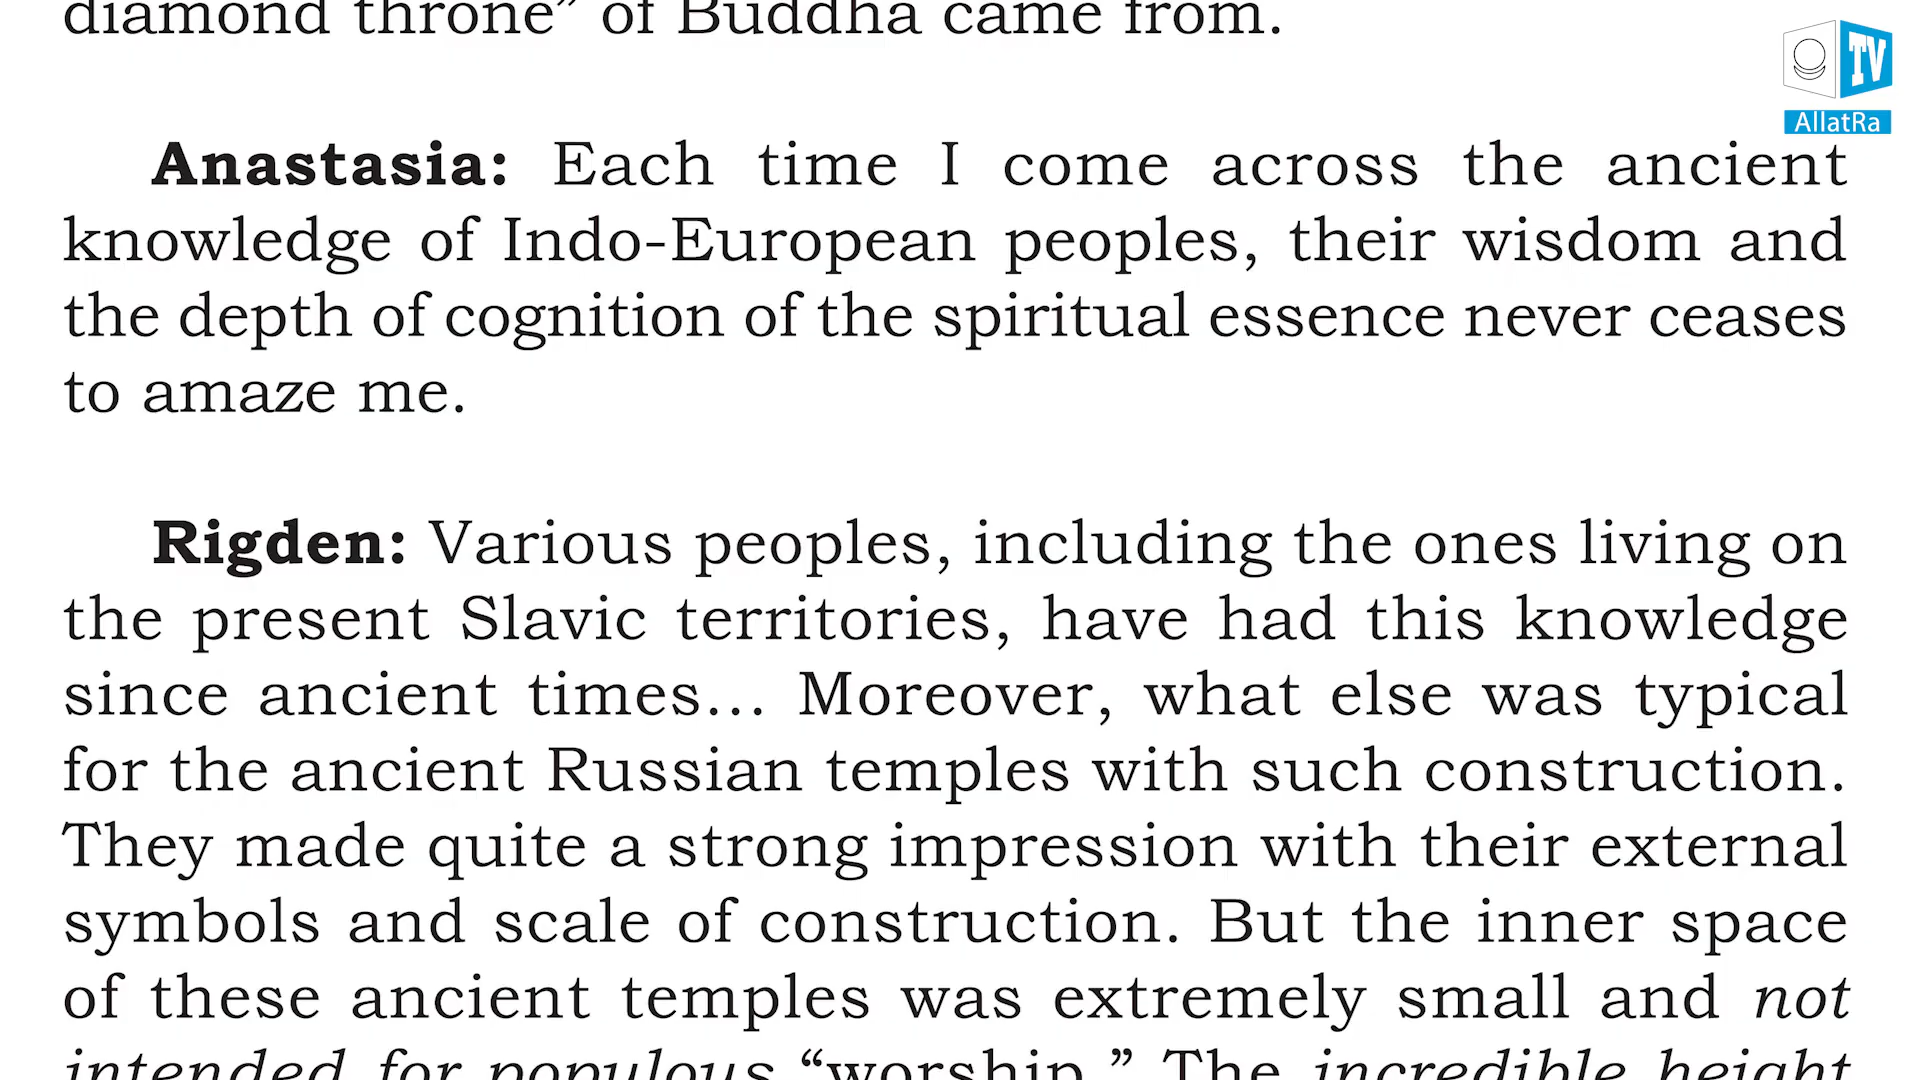 diamond throne” of Buddha came from.
TV
AllatRa
Anastasia: Each time I come across the ancient
knowledge of Indo-European peoples, their wisdom and
the depth of cognition of the spiritual essence never ceases
to amaze me.
Rigden: Various peoples, including the ones living on
the present Slavic territories, have had this knowledge
since ancient times... Moreover, what else was typical
for the ancient Russian temples with such construction.
They made quite a strong impression with their external
symbols and scale of construction. But the inner space
of these ancient temples was extremely small and not
intended for populous “worship.” The incredible height